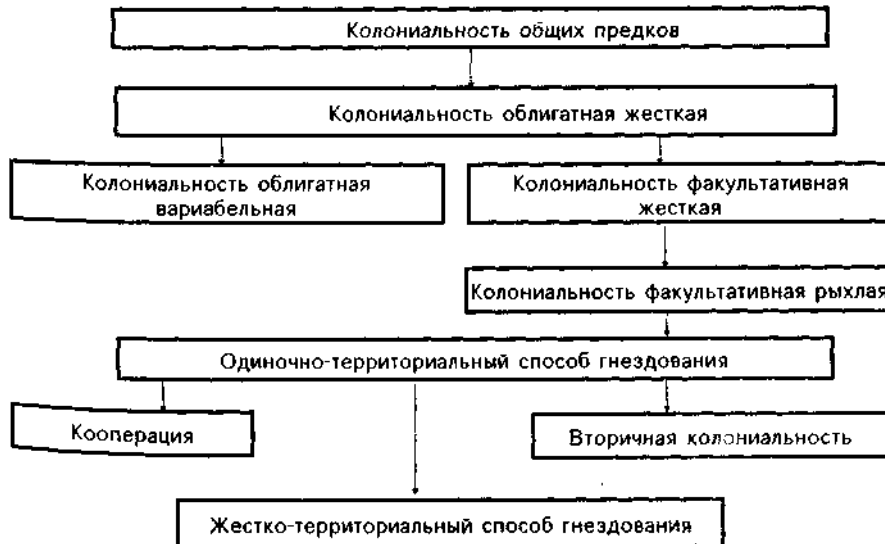 Колониальность общих предков
Колониальность облигатная жесткая
Колониальность облигатная
вариабельная
Колониальность факультативная
жесткая
Колониальность факультативная рыхлая
Одиночно-территориальный способ гнездования
Кооперация
Вторичная колониальность
Жестко-территориальный способ гнездования